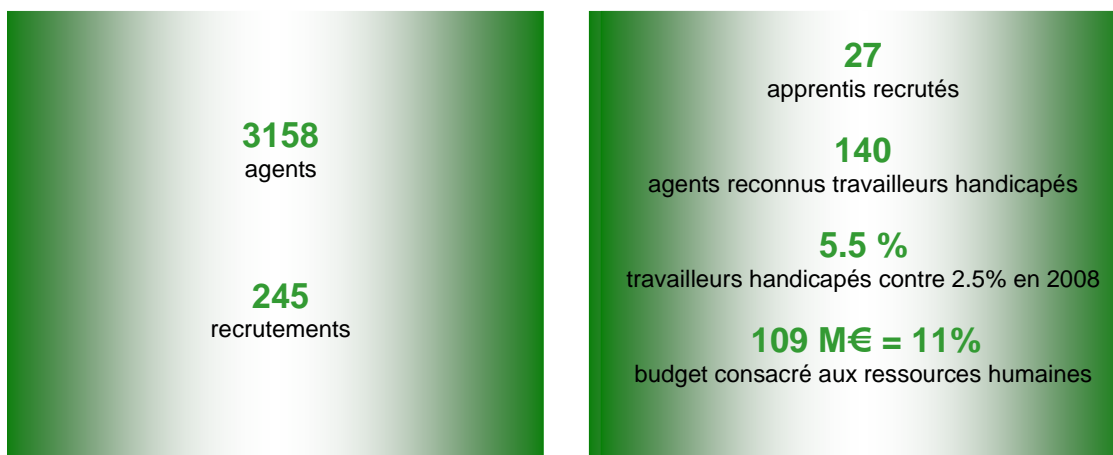 3158
agents
245
recrutements
27
apprentis recrutés
140
agents reconnus travailleurs handicapés
5.5 %
travailleurs handicapés contre 2.5% en 2008
109 M€ = 11%
budget consacré aux ressources humaines